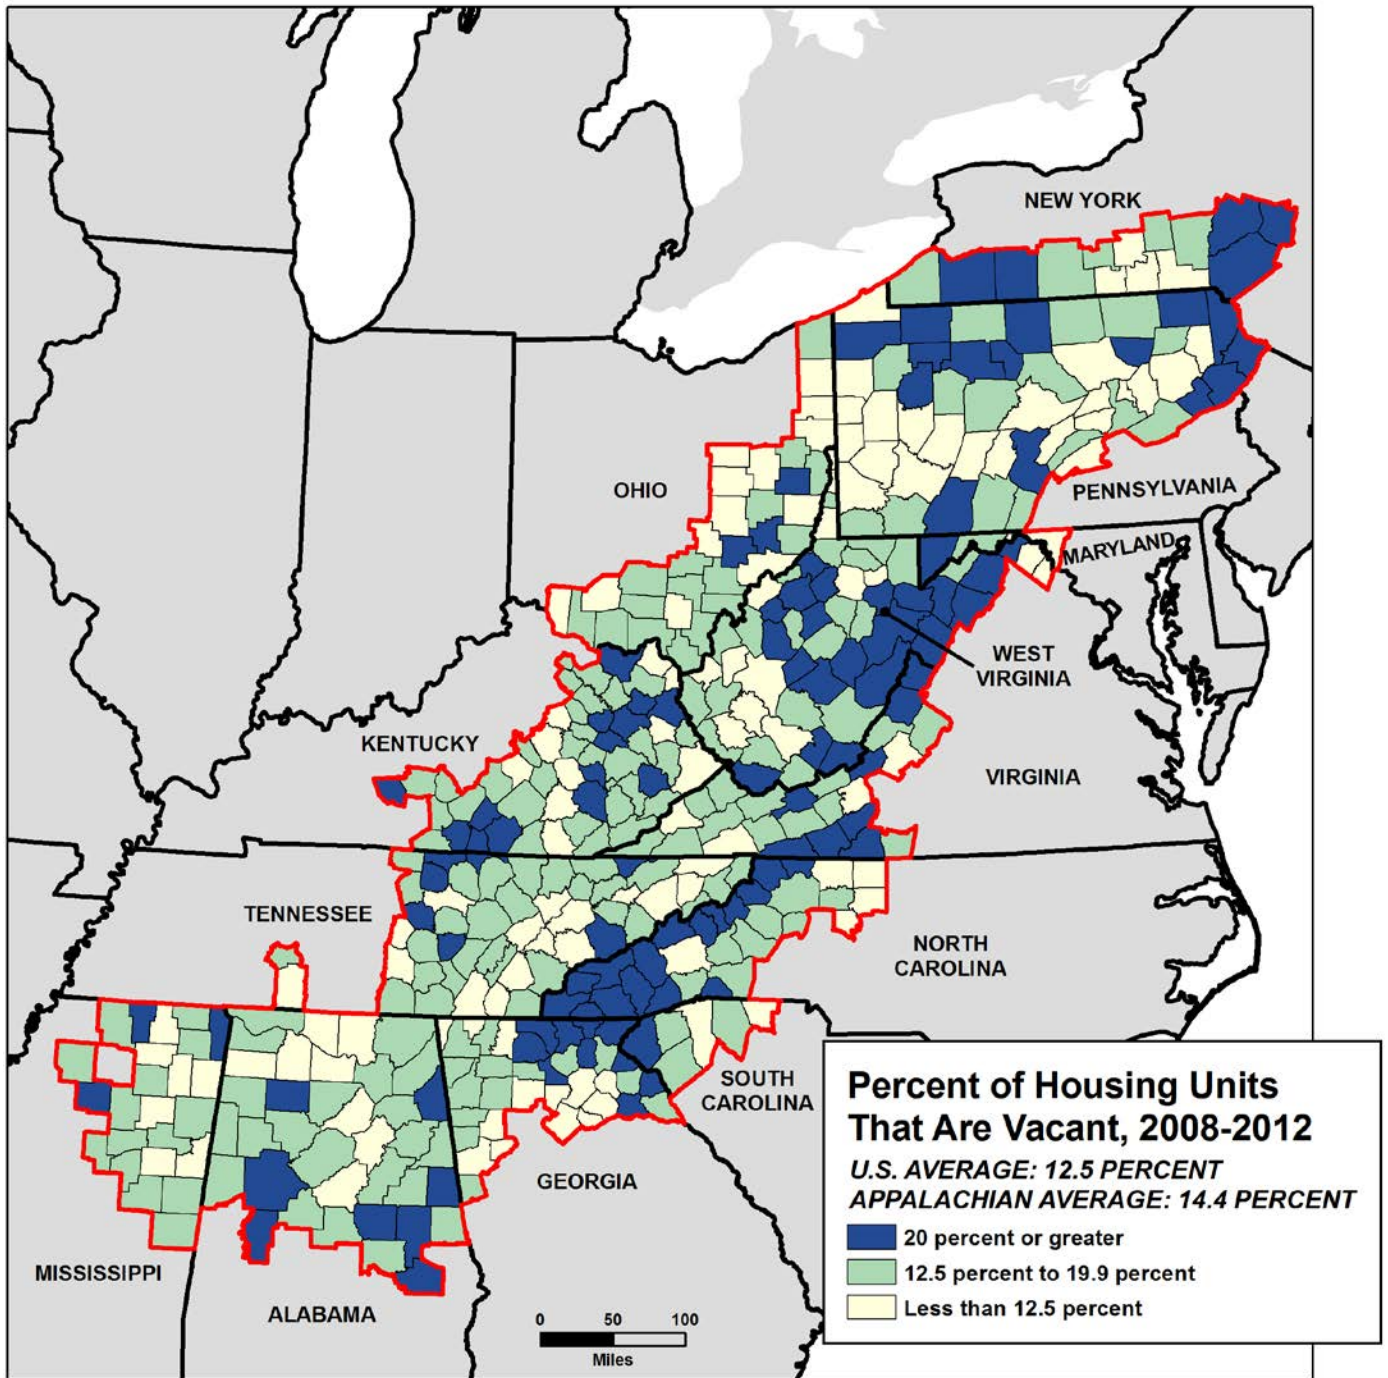 NEW YORK
OHIO
PENNSYLVANIA
MARYLAND
WEST
VIRGINIA
KENTUCKY
VIRGINIA
TENNESSEE
NORTH
CAROLINA
SOUTH
CAROLINA
GEORGIA
MISSISSIPPI
ALABAMA
0 50 100
Miles
Percent of Housing Units
That Are Vacant, 2008-2012
U.S. AVERAGE: 12.5 PERCENT
APPALACHIAN AVERAGE: 14.4 PERCENT
20 percent or greater
12.5 percent to 19.9 percent
Less than 12.5 percent